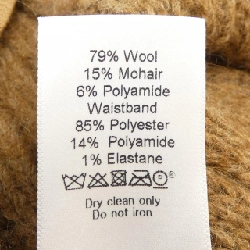 79% Wool
15% Mohair
6% Polyamide
Waistband
85% Polyester
14% Polyamide
1% Elastane
Dry clean only
Do not iron